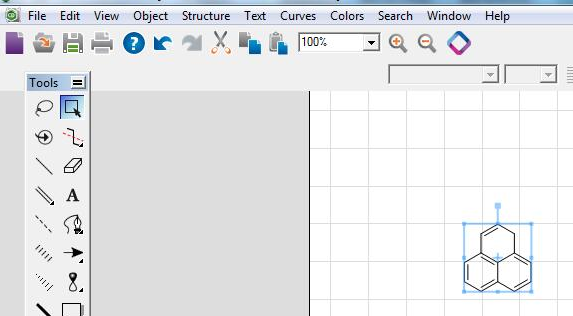 File Edit View Object Structure Text Curves Colors Search Window Help
?
100%
Tools
A